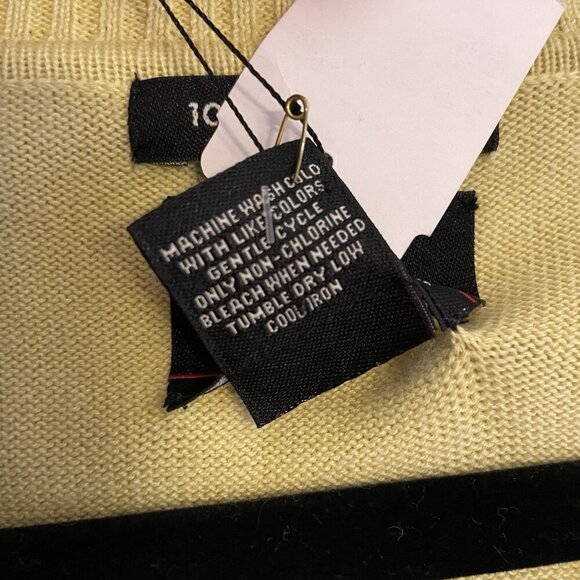 10
MACHINE WASH COLD
WITH LIKE COLORS
GENTLE CYCLE
ONLY NON-CHLORINE
BLEACH WHEN NEEDED
TUMBLE DRY LOW
COOL IRON